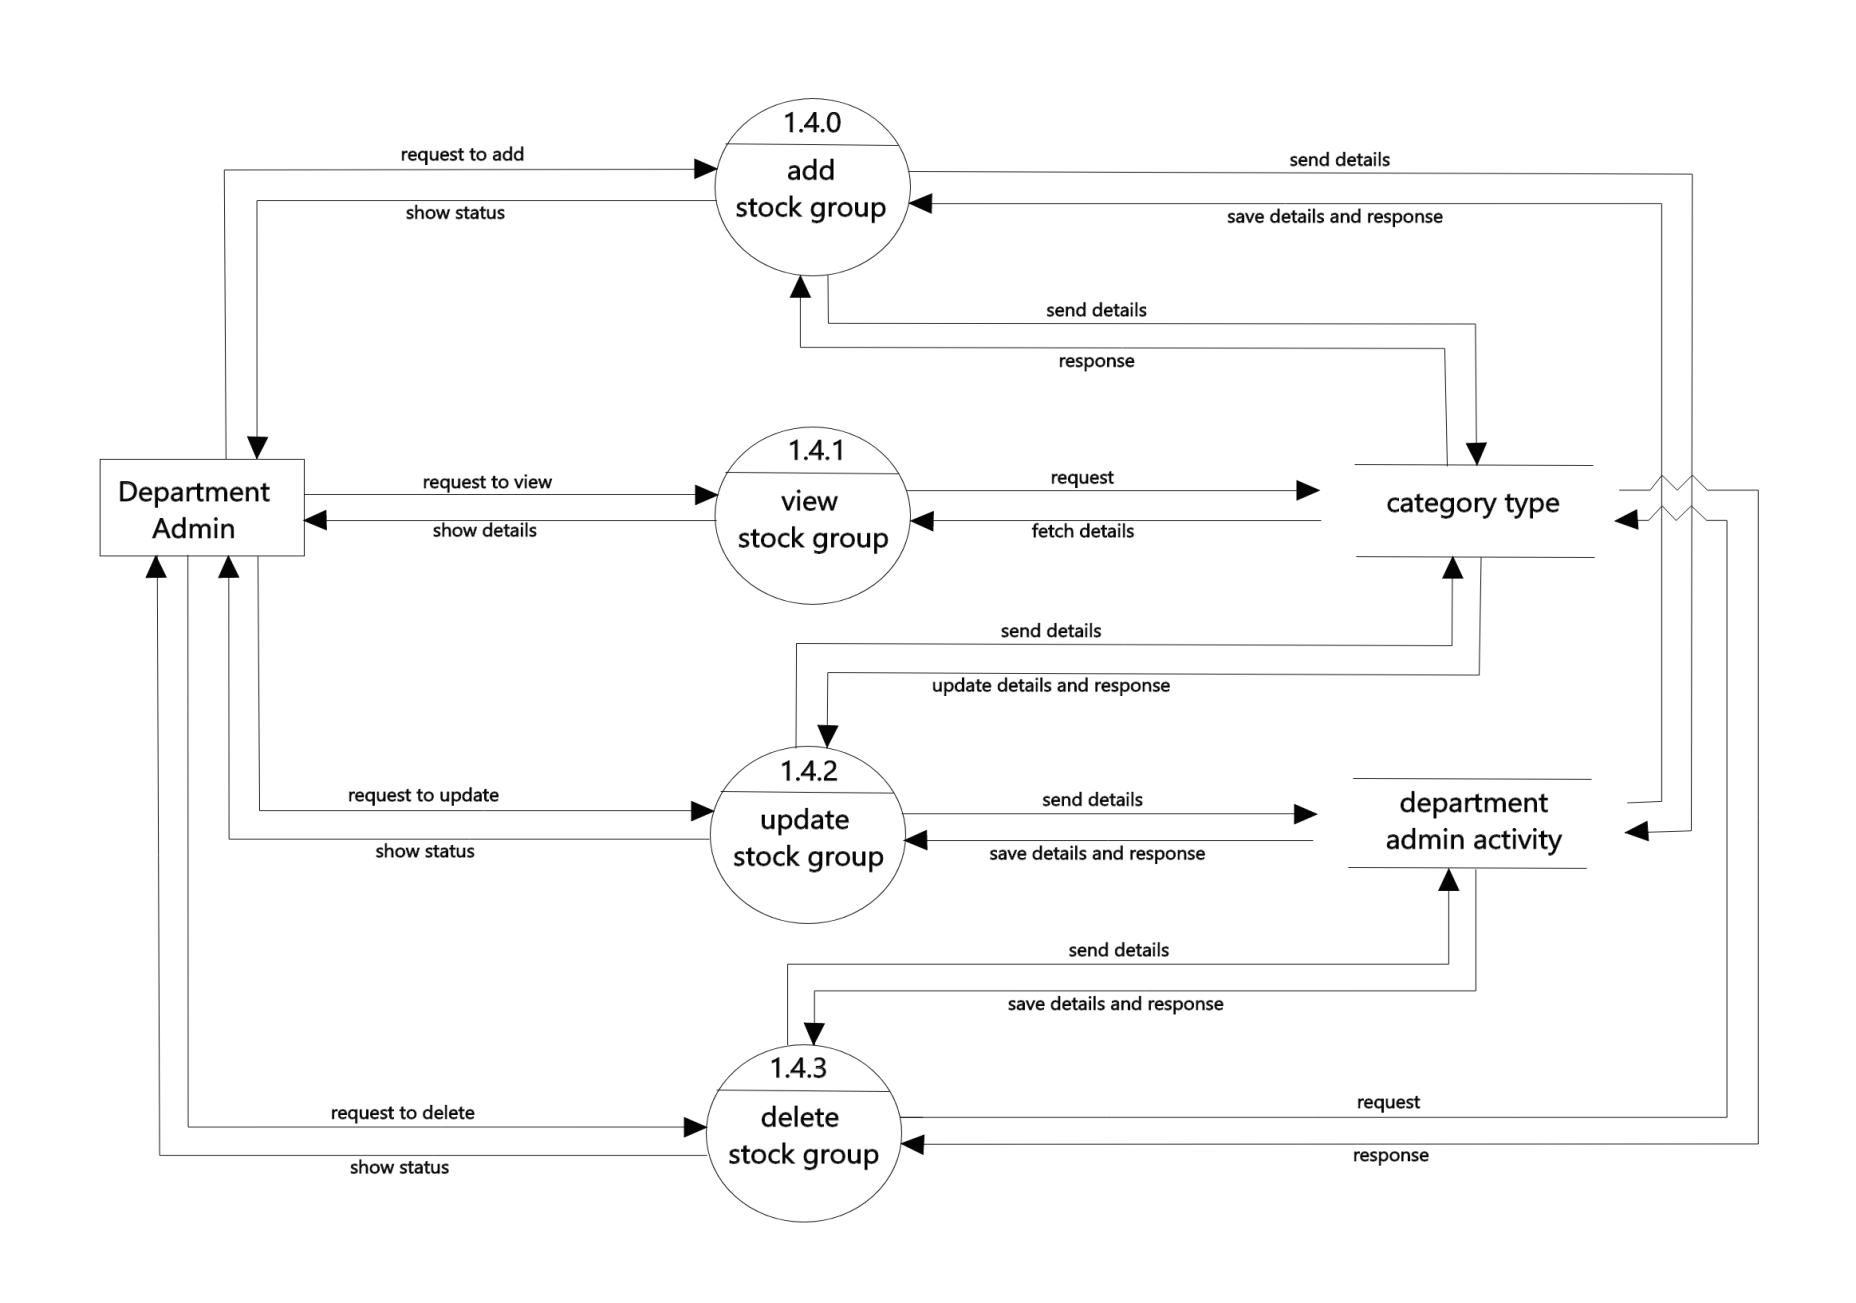 1.4.0
add
stock group
request to add
show status
send details
save details and response
send details
response
Department
Admin
request to view
show details
1.4.1
view
stock group
request
fetch details
category type
send details
update details and response
request to update
show status
1.4.2
update
stock group
send details
save details and response
department
admin activity
send details
save details and response
request to delete
show status
1.4.3
delete
stock group
request
response